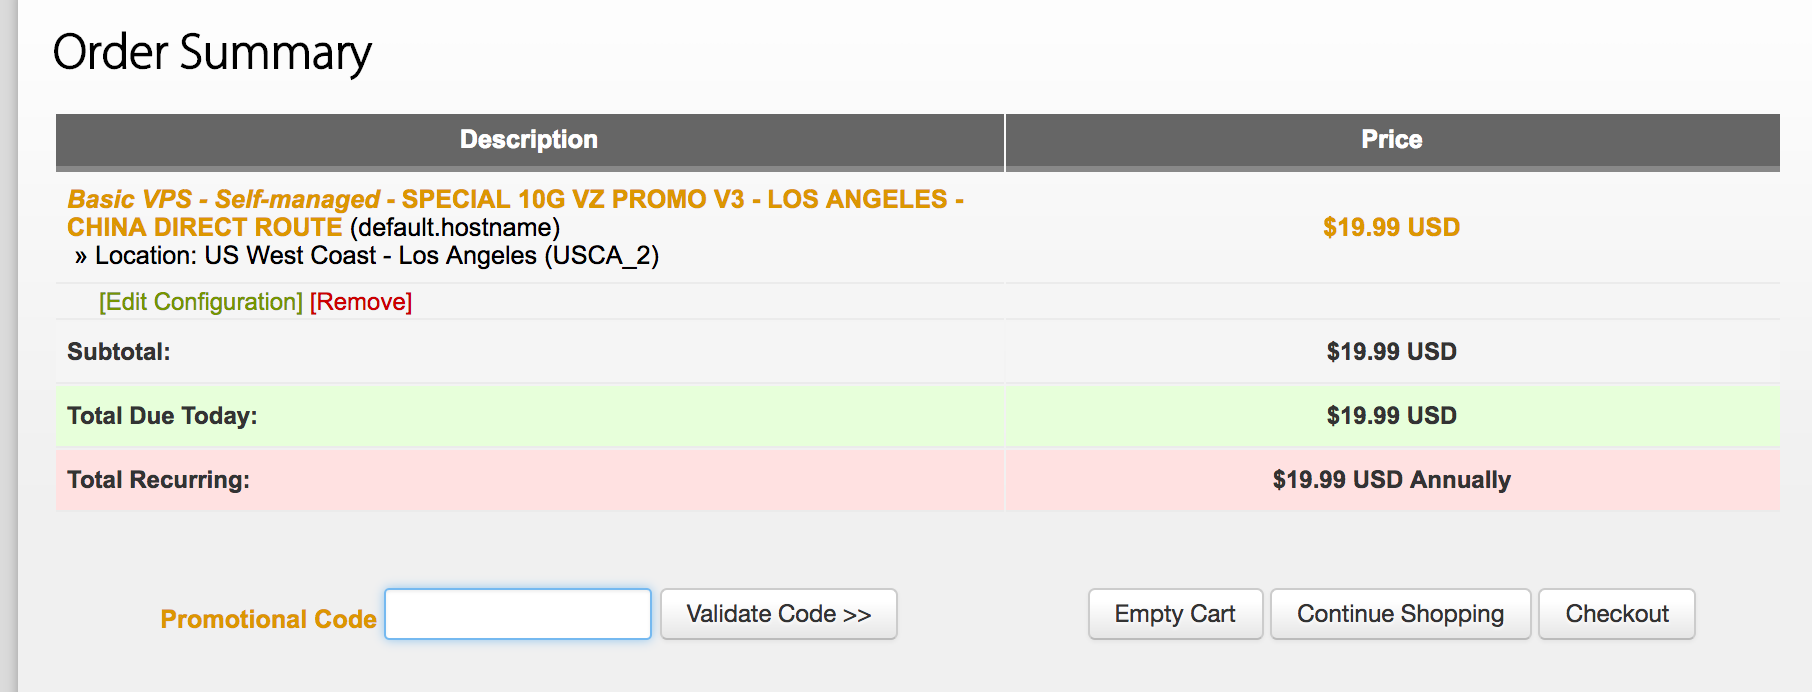 Order Summary
Description
Price
Basic VPS - Self-managed - SPECIAL 10G VZ PROMO V3 - LOS ANGELES -
CHINA DIRECT ROUTE (default.hostname)
» Location: US West Coast - Los Angeles (USCA_2)
$19.99 USD
[Edit Configuration] [Remove]
Subtotal:
$19.99 USD
Total Due Today:
$19.99 USD
Total Recurring:
$19.99 USD Annually
Promotional Code
Validate Code >>
Empty Cart
Continue Shopping
Checkout